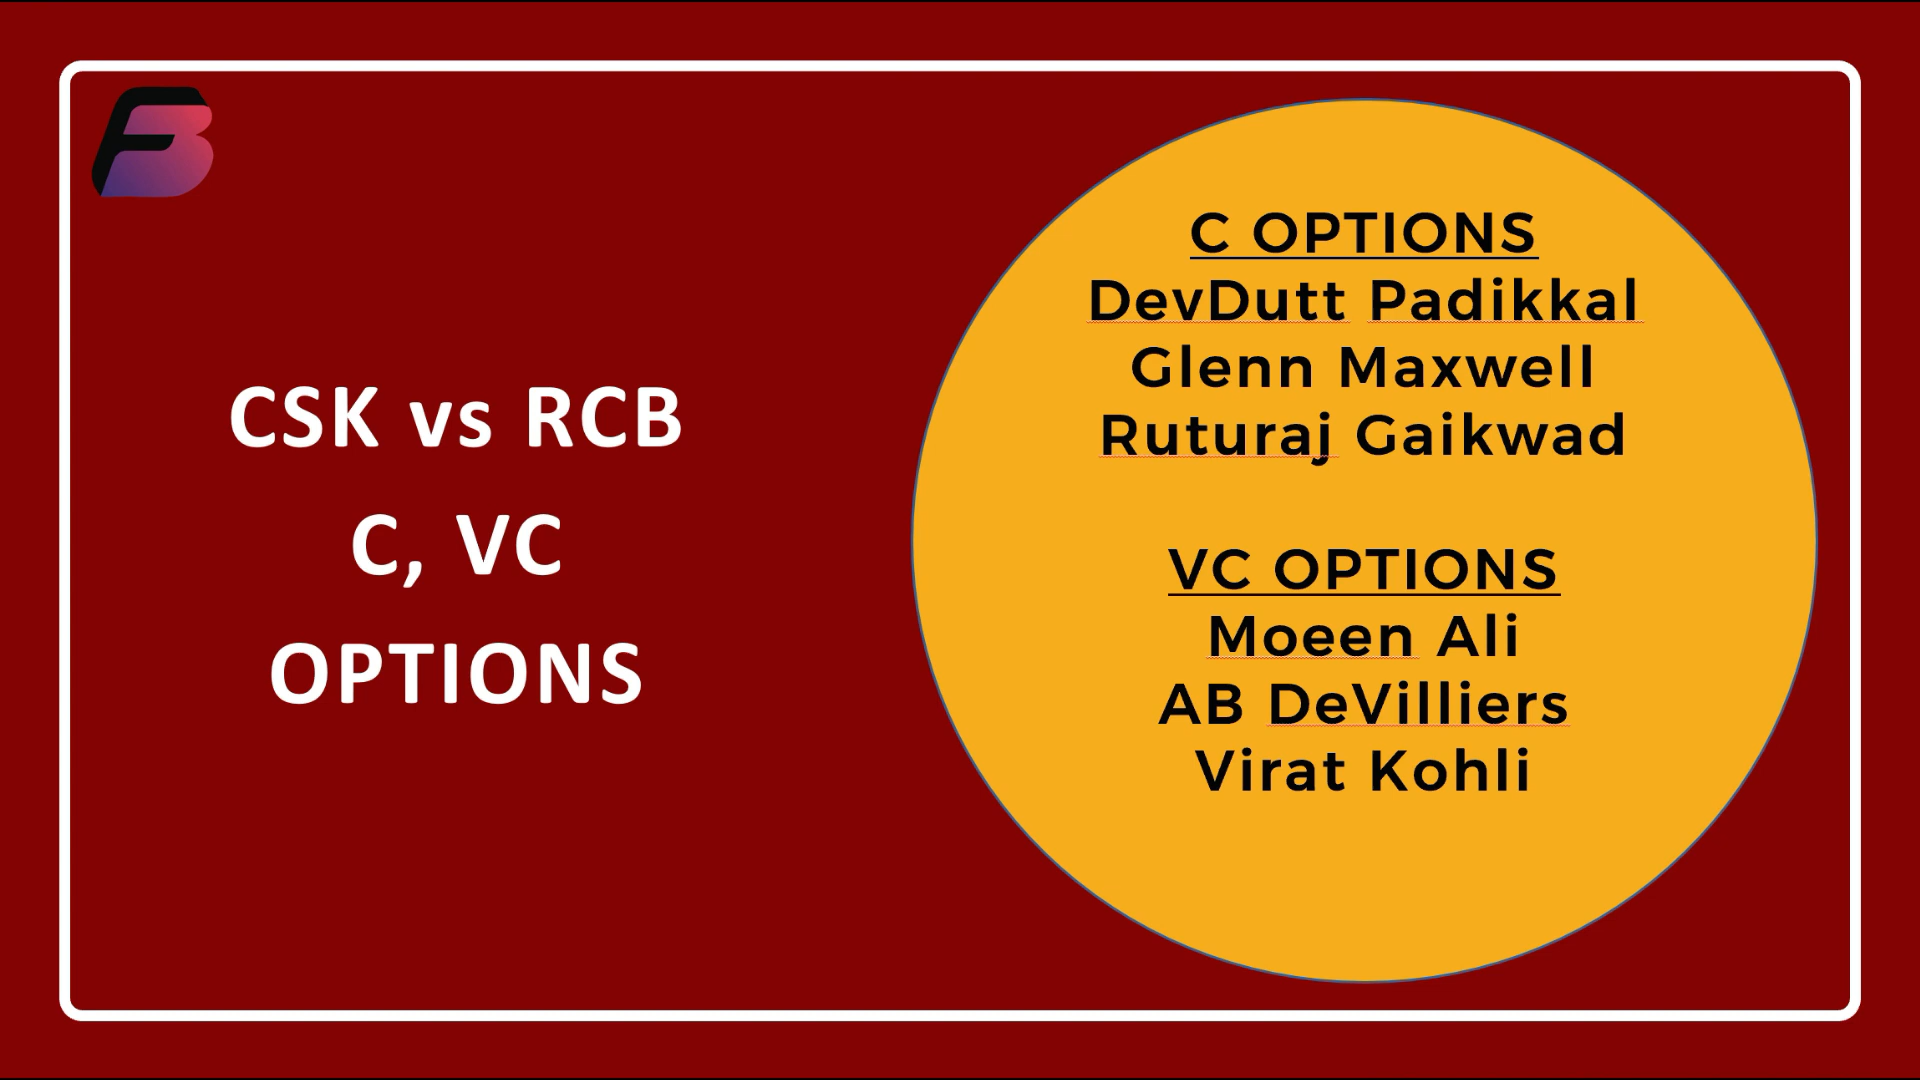 CSK vs RCB
C, VC
OPTIONS
C OPTIONS
DevDutt Padikkal
Glenn Maxwell
Ruturaj Gaikwad
VC OPTIONS
Moeen Ali
AB DeVilliers
Virat Kohli